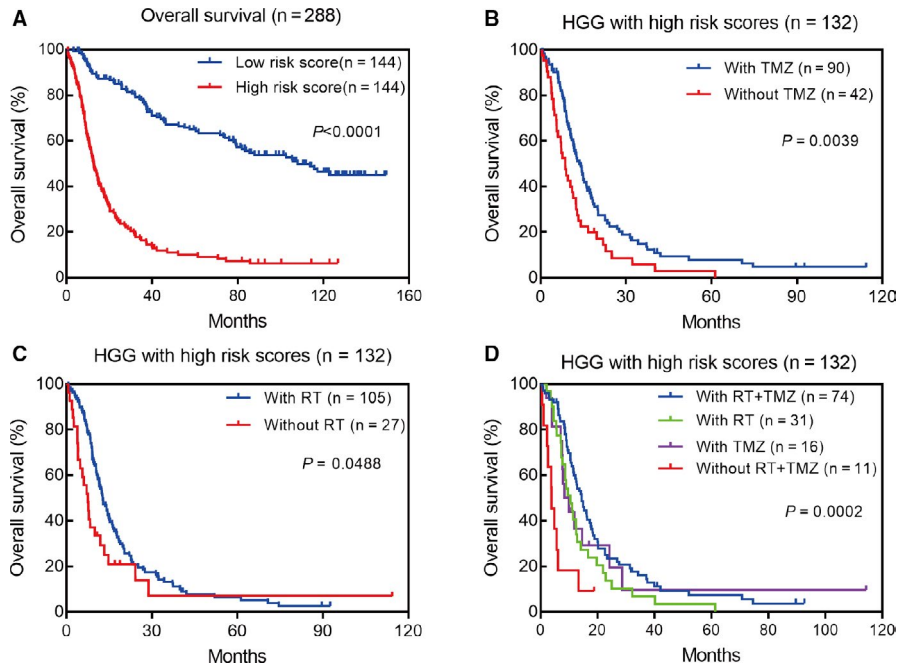 A
Overall survival (n = 288)
Overall survival (%)
100
80
60
40
20
0
Low risk score(n = 144)
High risk score(n = 144)
P<0.0001
0 40 80 120 160
Months
B
HGG with high risk scores (n = 132)
Overall survival (%)
100
80
60
40
20
0
With TMZ (n = 90)
Without TMZ (n = 42)
P = 0.0039
0 30 60 90 120
Months
C
HGG with high risk scores (n = 132)
Overall survival (%)
100
80
60
40
20
0
With RT (n = 105)
Without RT (n = 27)
P = 0.0488
0 30 60 90 120
Months
D
HGG with high risk scores (n = 132)
Overall survival (%)
100
80
60
40
20
0
With RT+TMZ (n = 74)
With RT (n = 31)
With TMZ (n = 16)
Without RT+TMZ (n = 11)
P = 0.0002
0 20 40 60 80 100 120
Months